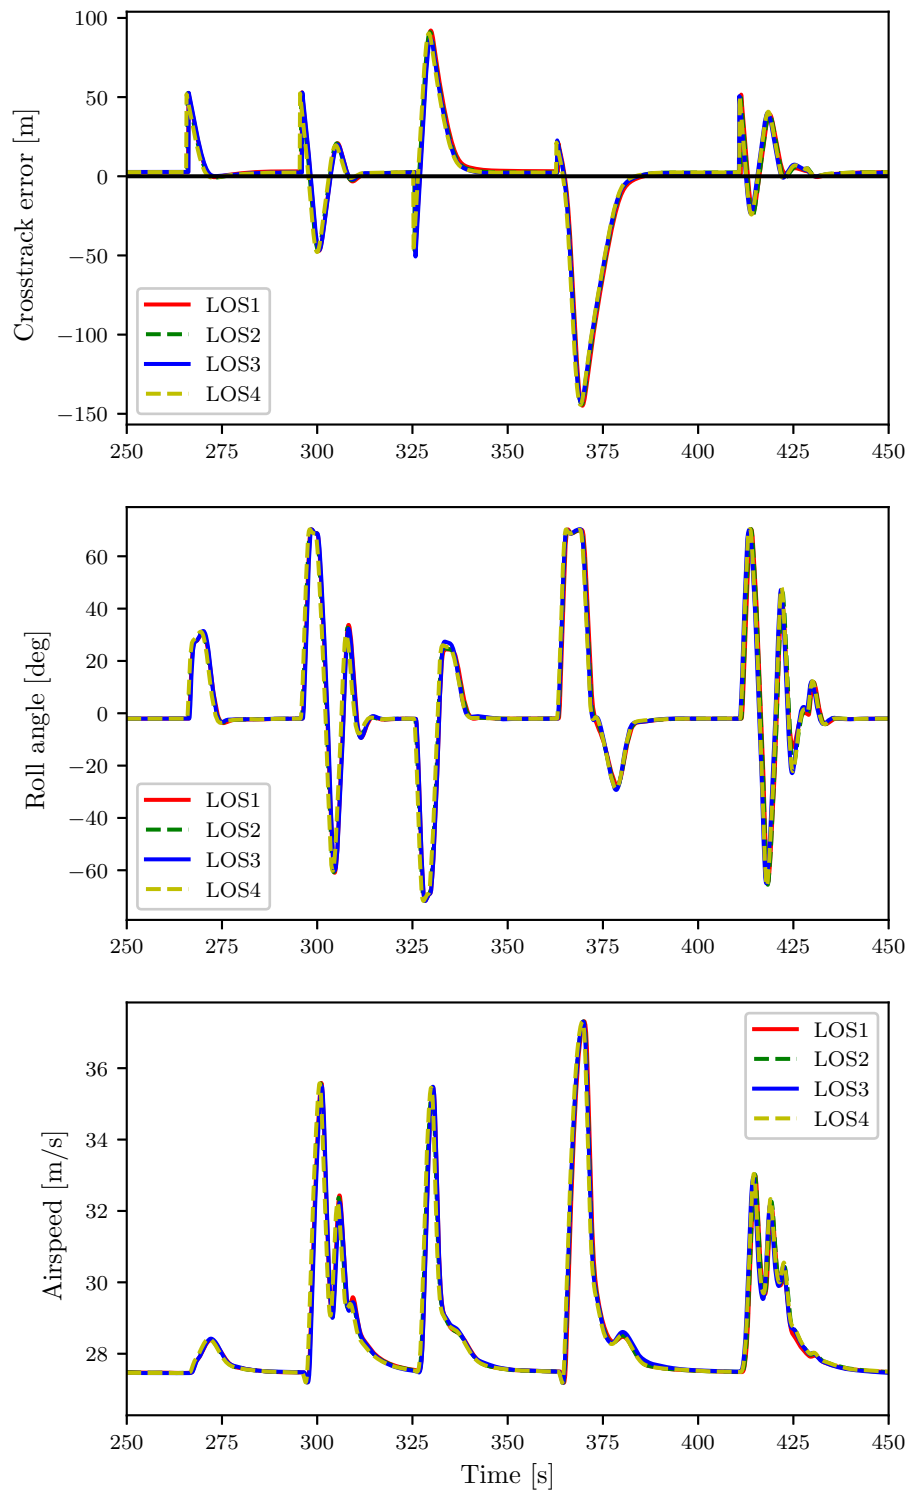 100
50
0
−50
−100
−150
Crosstrack error [m]
LOS1
LOS2
LOS3
LOS4
250 275 300 325 350 375 400 425 450
60
40
20
0
−20
−40
−60
Roll angle [deg]
LOS1
LOS2
LOS3
LOS4
250 275 300 325 350 375 400 425 450
36
34
32
30
28
Airspeed [m/s]
LOS1
LOS2
LOS3
LOS4
250 275 300 325 350 375 400 425 450
Time [s]